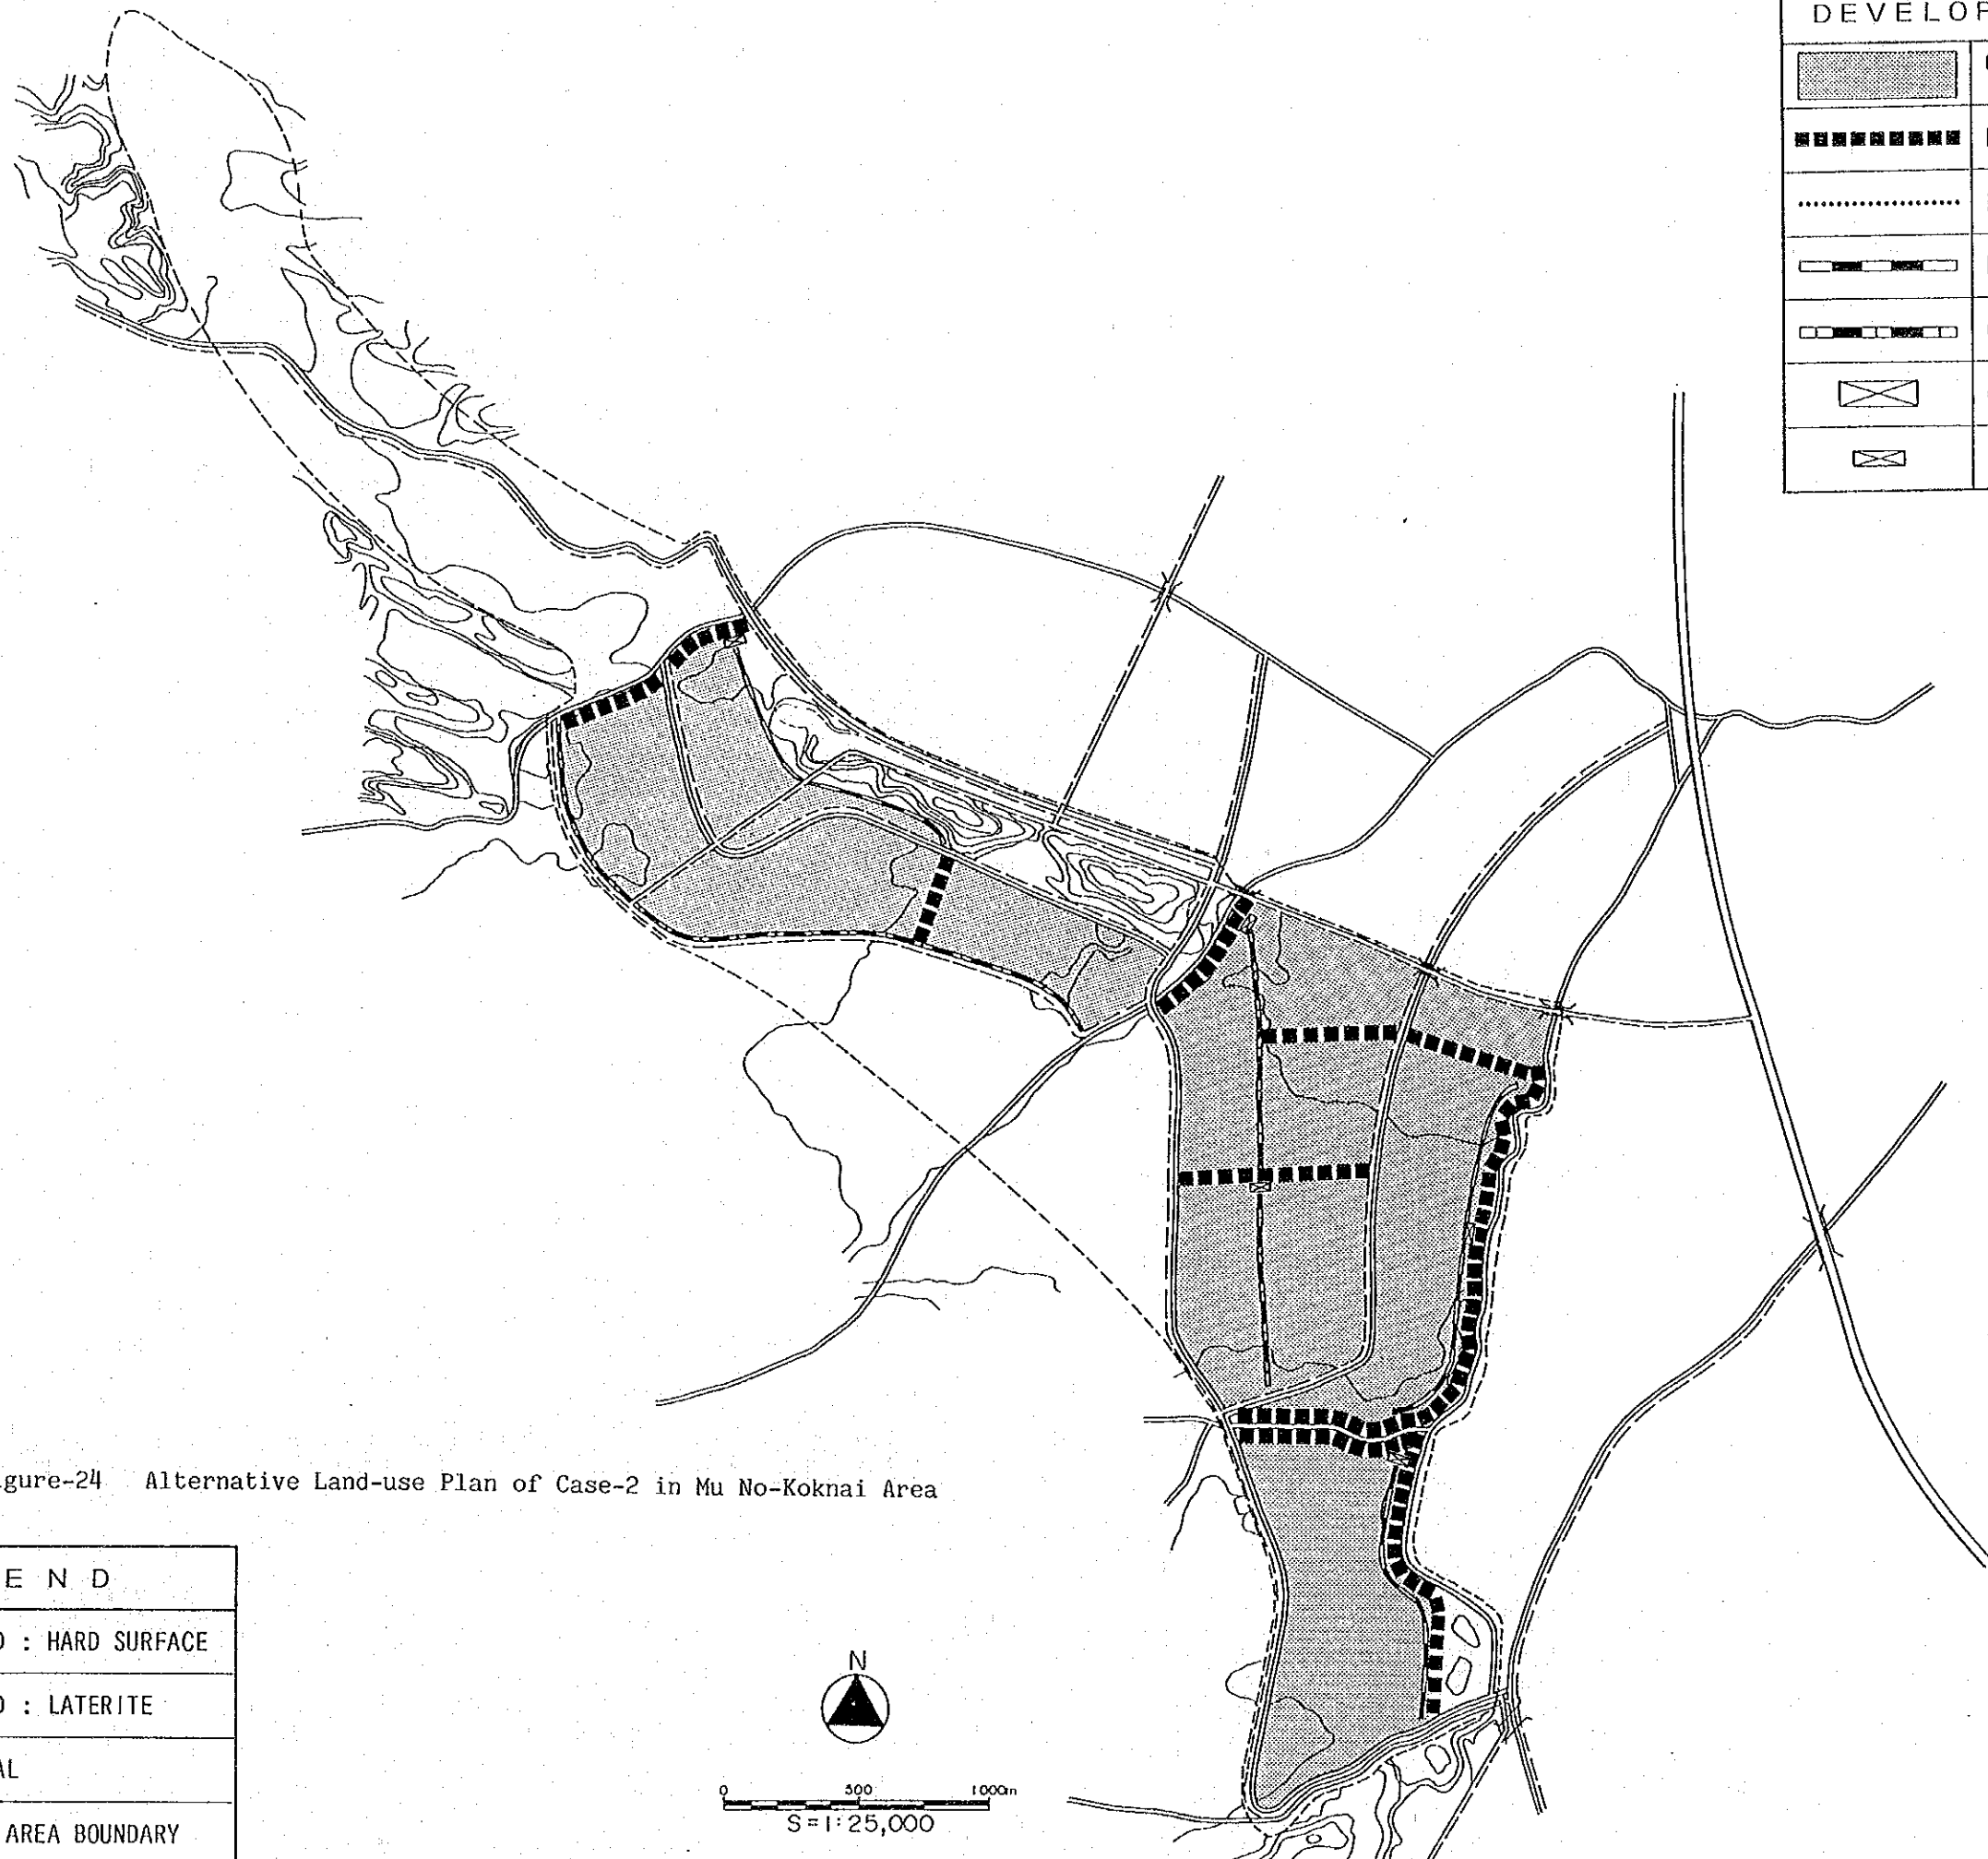 DEVELOP
N
0 500 1000m
S=1:25,000
gure-24 Alternative Land-use Plan of Case-2 in Mu No-Koknai Area
E N D
D : HARD SURFACE
D : LATERITE
AL
AREA BOUNDARY